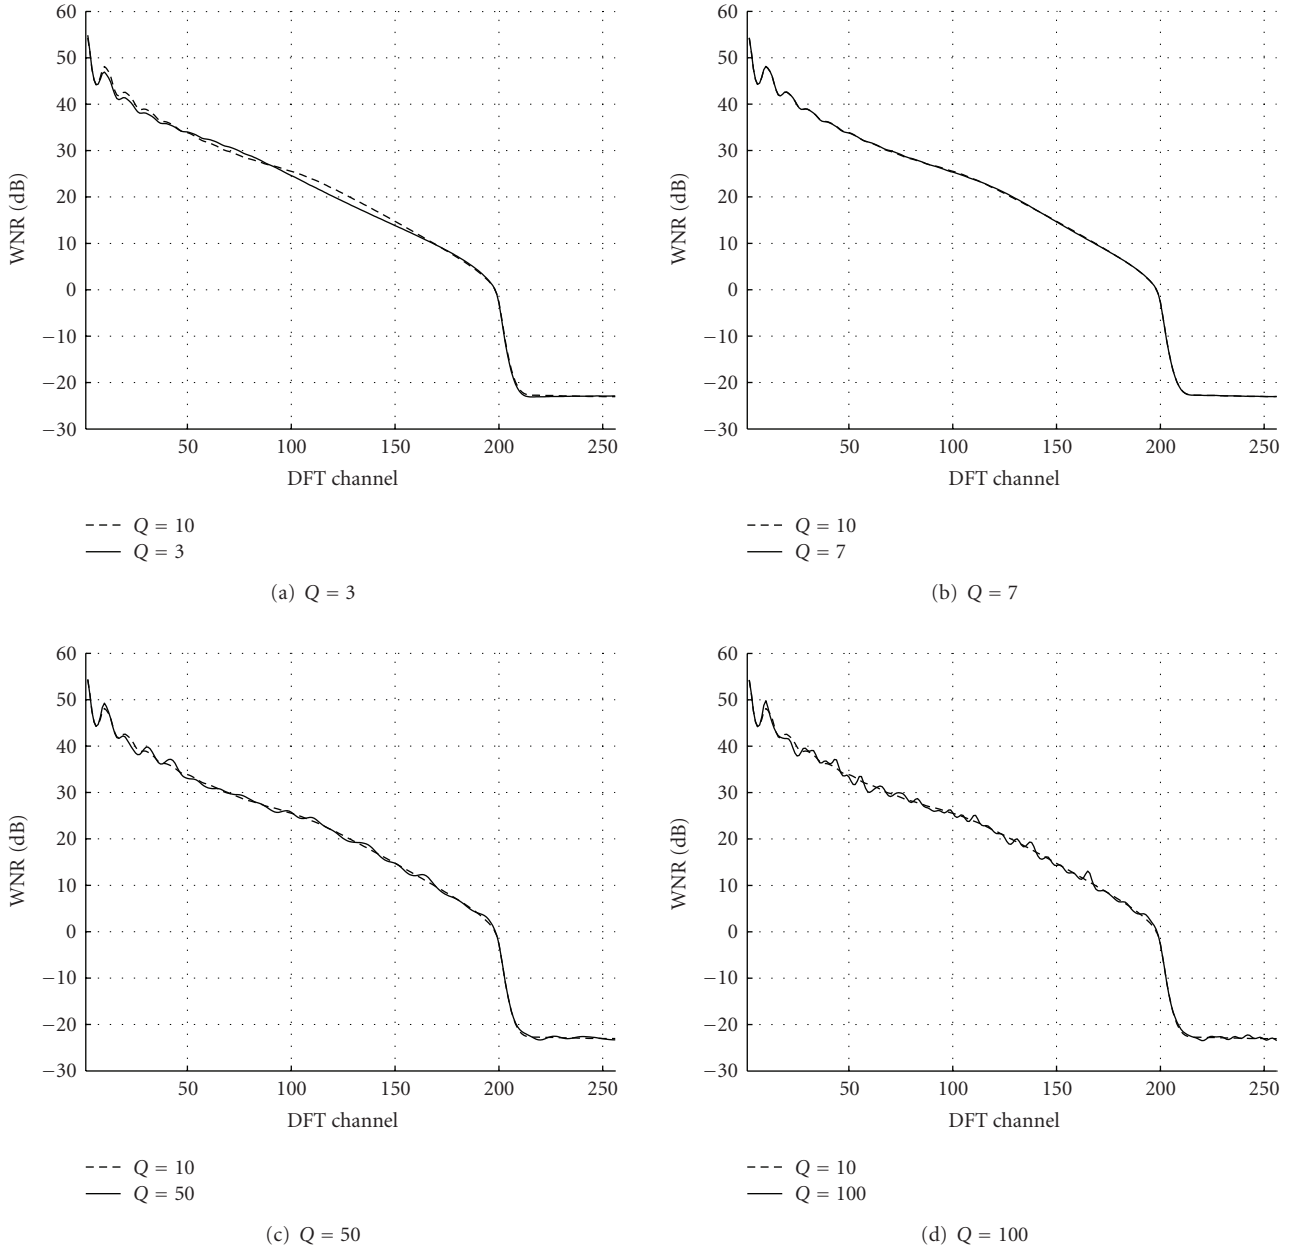 60
50
40
30
20
10
0
−10
−20
−30
WNR (dB)
50 100 150 200 250
DFT channel
Q = 10
Q = 3
(a) Q = 3
60
50
40
30
20
10
0
−10
−20
−30
WNR (dB)
50 100 150 200 250
DFT channel
Q = 10
Q = 7
(b) Q = 7
60
50
40
30
20
10
0
−10
−20
−30
WNR (dB)
50 100 150 200 250
DFT channel
Q = 10
Q = 50
(c) Q = 50
60
50
40
30
20
10
0
−10
−20
−30
WNR (dB)
50 100 150 200 250
DFT channel
Q = 10
Q = 100
(d) Q = 100